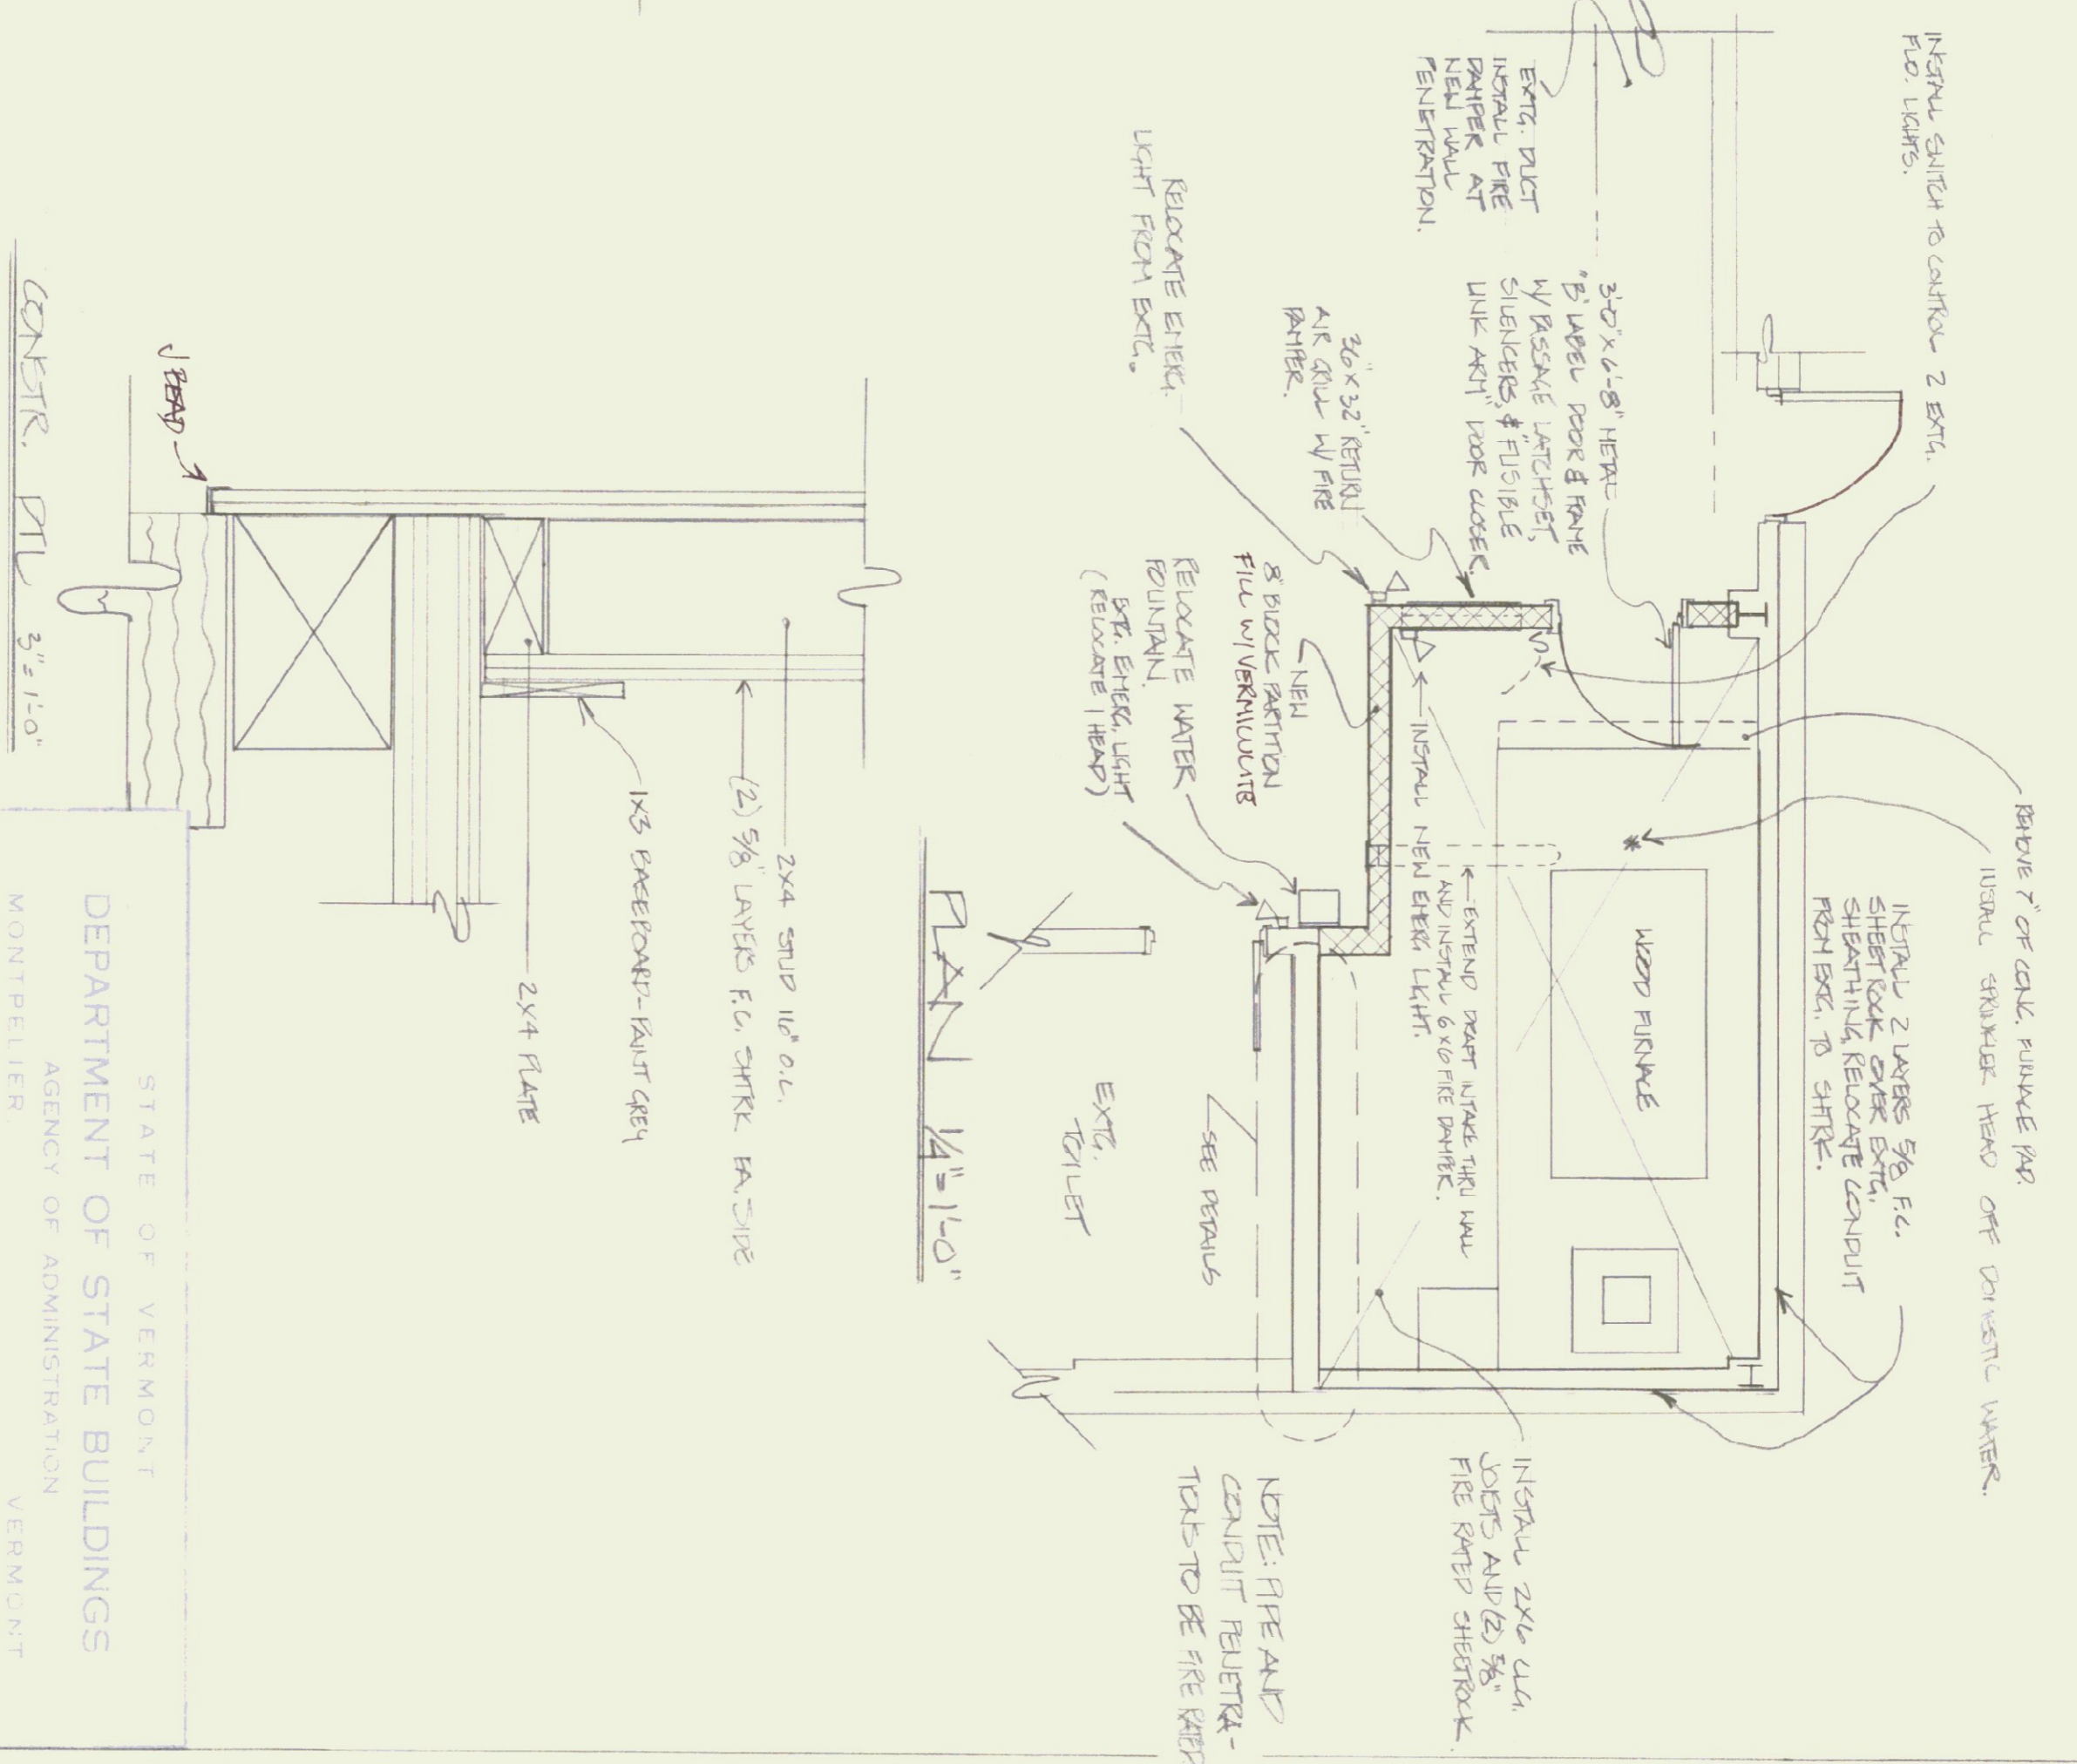 INSTALL SWITCH TO CONTROL 2 EXTG.
FLO. LIGHTS.
EXTG. DUCT
INSTALL FIRE
DAMPER AT
NEW WALL
PENETRATION.
3'-0" X 6'-8" METAL
"B" LABEL DOOR & FRAME
W/ PASSAGE LATCHSET,
SILENCERS, & "FUSIBLE
LINK ARM" DOOR CLOSER.
36" X 32" RETURN
AIR GRILL W/ FIRE
DAMPER.
RELOCATE EMERG.
LIGHT FROM EXTG.
REMOVE 7" OF CONC. FURNACE PAD.
INSTALL SPRINKLER HEAD OFF DOMESTIC WATER.
INSTALL 2 LAYERS 5/8 F.C.
SHEETROCK OVER EXTG.
SHEATHING, RELOCATE CONDUIT
FROM EXTG. TO SHTRK.
WOOD FURNACE
S
EXTEND DRAFT INTAKE THRU WALL
AND INSTALL 6X6 FIRE DAMPER.
INSTALL NEW EMERG. LIGHT.
NEW
8" BLOCK PARTITION
FILL W/ VERMICULITE
RELOCATE WATER
FOUNTAIN.
EXTG. EMERG. LIGHT
(RELOCATE 1 HEAD)
SEE DETAILS
EXTG.
TOILET
INSTALL 2X6 CLG.
JOISTS AND (2) 5/8"
FIRE RATED SHEETROCK.
NOTE: PIPE AND
CONDUIT PENETRA-
TIONS TO BE FIRE RATED
PLAN 1/4"=1'-0"
2X4 STUD 16" O.C.
(2) 5/8" LAYERS F.C. SHTRK EA. SIDE
1X3 BASEBOARD-PAINT GREY
2X4 PLATE
J BEAD
CONSTR. DTL 3"=1'-0"
STATE OF VERMONT
DEPARTMENT OF STATE BUILDINGS
AGENCY OF ADMINISTRATION
MONTPELIER VERMONT